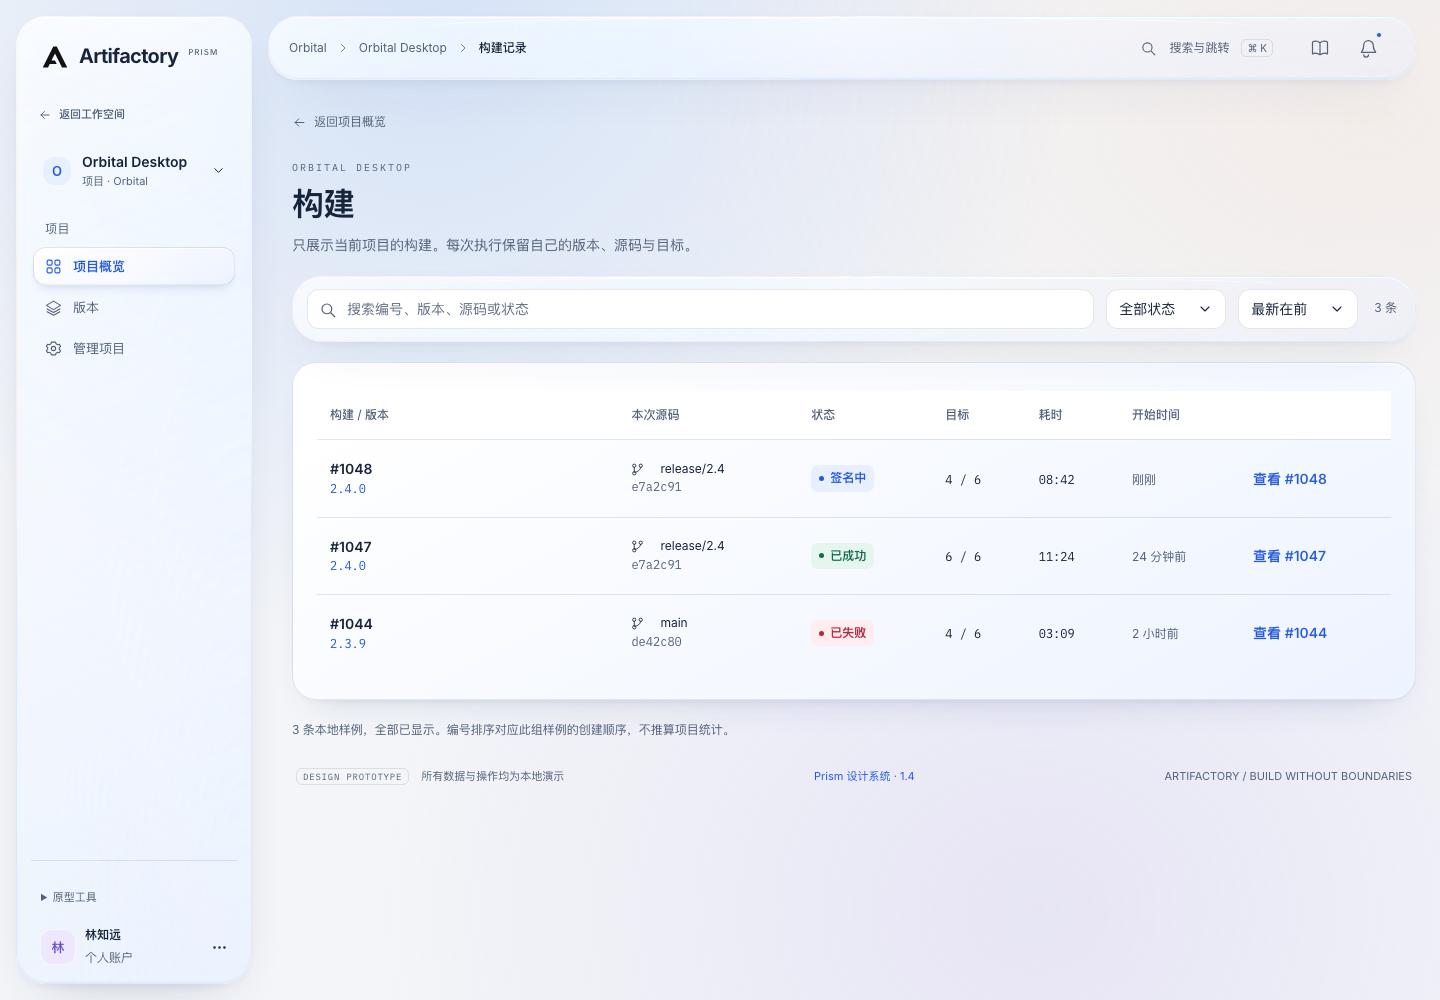 Artifactory PRISM
返回工作空间
O
Orbital Desktop
项目 · Orbital
项目
项目概览
版本
管理项目
原型工具
林
林知远
个人账户
Orbital
Orbital Desktop
构建记录
搜索与跳转
⌘ K
返回项目概览
ORBITAL DESKTOP
构建
只展示当前项目的构建。每次执行保留自己的版本、源码与目标。
搜索编号、版本、源码或状态
全部状态
最新在前
3 条
构建 / 版本 本次源码 状态 目标 耗时 开始时间
#1048
2.4.0
release/2.4
e7a2c91
签名中
4 / 6
08:42
刚刚
查看 #1048
#1047
2.4.0
release/2.4
e7a2c91
已成功
6 / 6
11:24
24 分钟前
查看 #1047
#1044
2.3.9
main
de42c80
已失败
4 / 6
03:09
2 小时前
查看 #1044
3 条本地样例，全部已显示。编号排序对应此组样例的创建顺序，不推算项目统计。
DESIGN PROTOTYPE
所有数据与操作均为本地演示
Prism 设计系统 · 1.4
ARTIFACTORY / BUILD WITHOUT BOUNDARIES